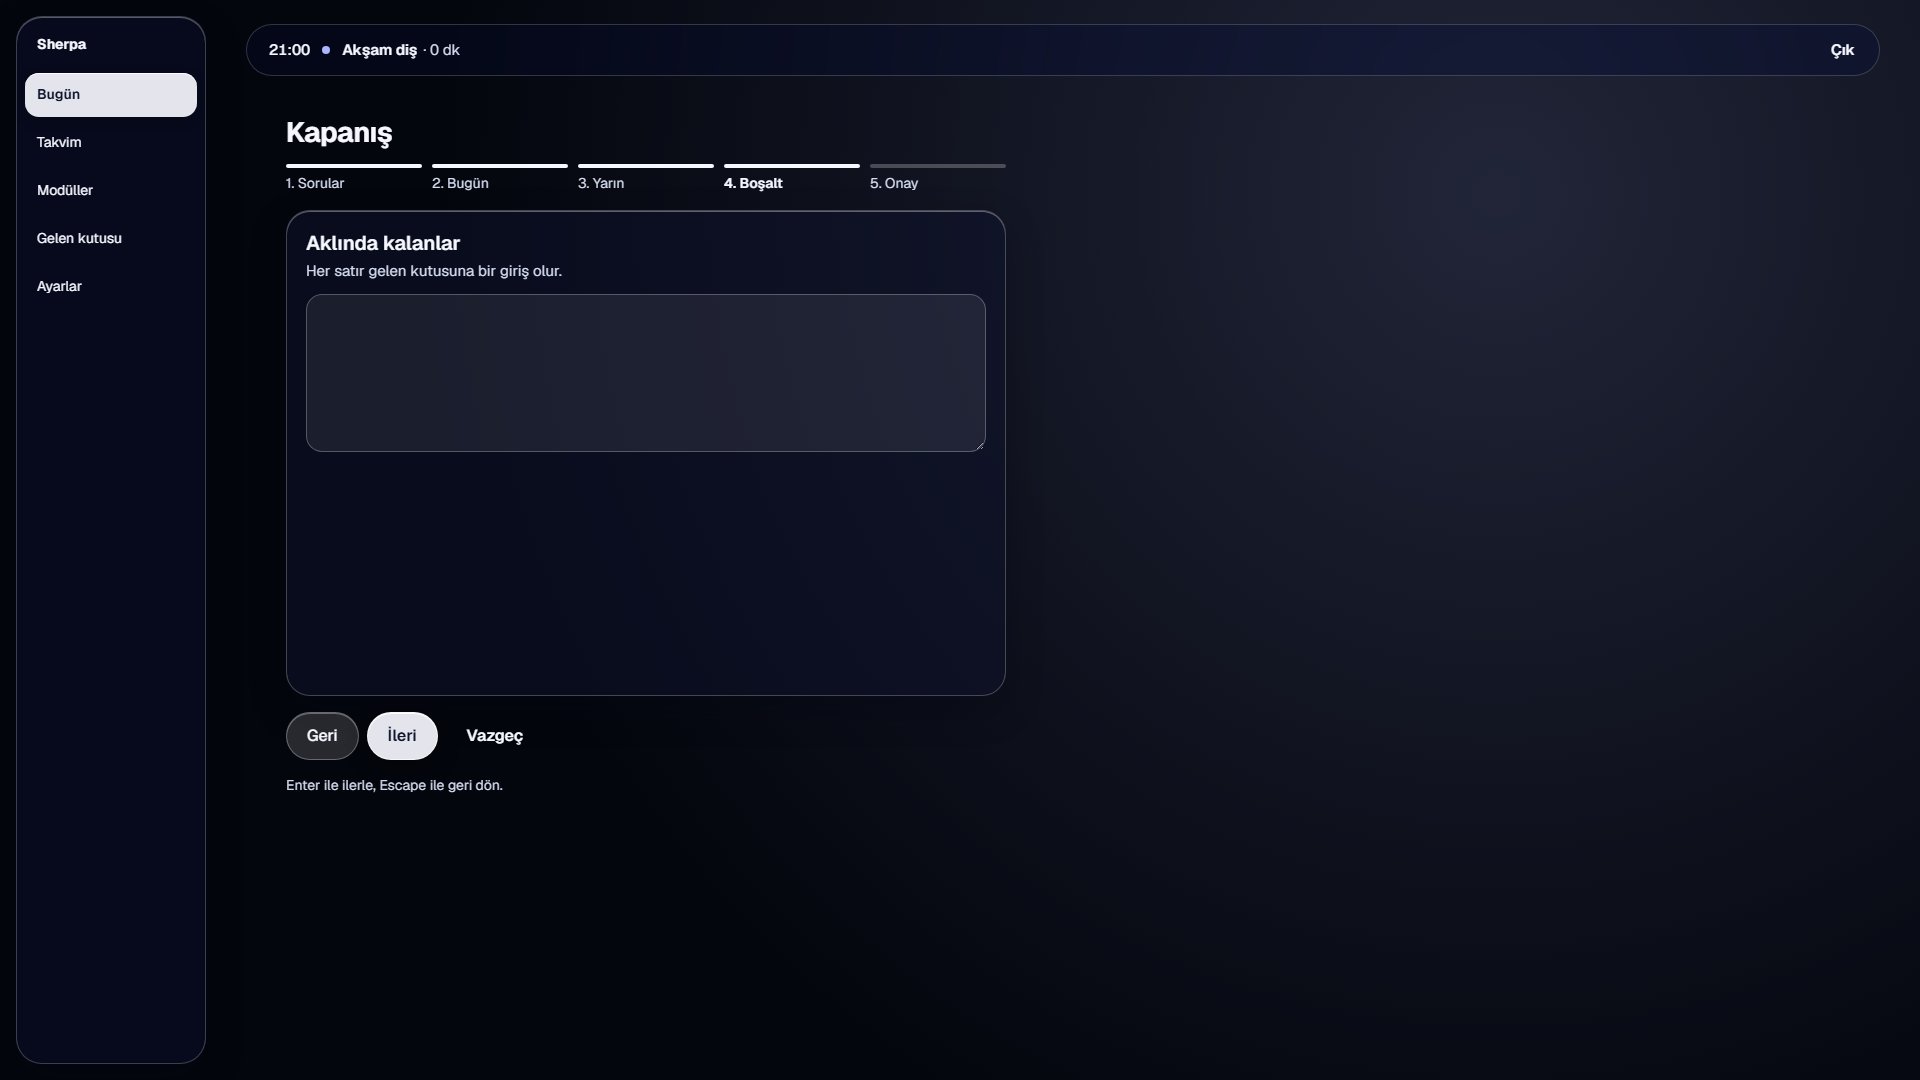 Sherpa
Bugün
Takvim
Modüller
Gelen kutusu
Ayarlar
21:00 Akşam diş · 0 dk
Çık
Kapanış
1. Sorular
2. Bugün
3. Yarın
4. Boşalt
5. Onay
Aklında kalanlar
Her satır gelen kutusuna bir giriş olur.
Geri
İleri
Vazgeç
Enter ile ilerle, Escape ile geri dön.